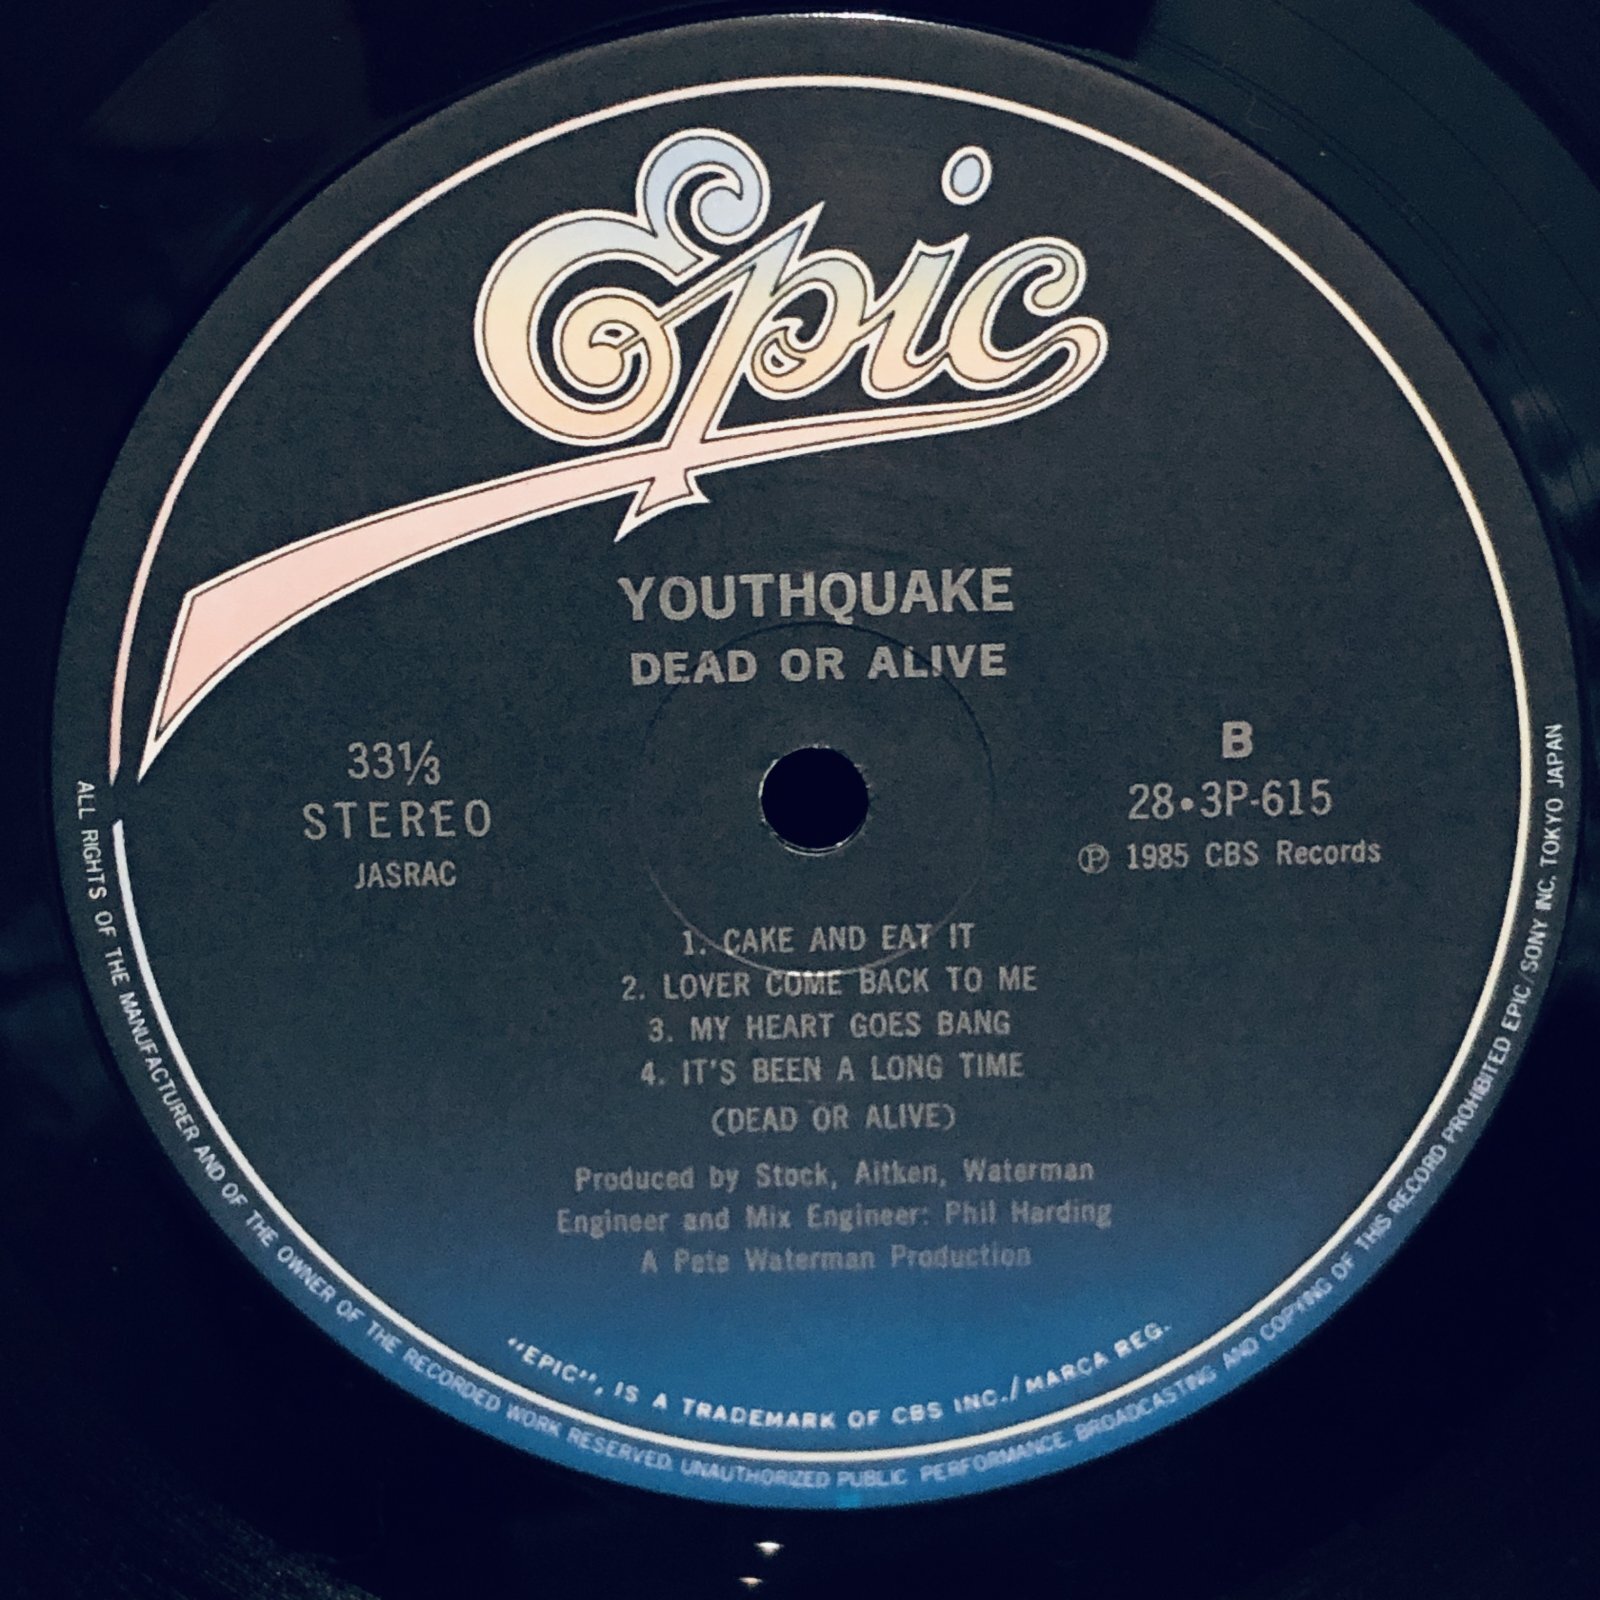 Epic
YOUTHQUAKE
DEAD OR ALIVE
33⅓
STEREO
JASRAC
B
28•3P-615
Ⓟ 1985 CBS Records
1. CAKE AND EAT IT
2. LOVER COME BACK TO ME
3. MY HEART GOES BANG
4. IT'S BEEN A LONG TIME
(DEAD OR ALIVE)
Produced by Stock, Aitken, Waterman
Engineer and Mix Engineer: Phil Harding
A Pete Waterman Production
"EPIC", IS A TRADEMARK OF CBS INC./MARCA REG.
ALL RIGHTS OF THE MANUFACTURER AND OF THE OWNER OF THE RECORDED WORK RESERVED. UNAUTHORIZED PUBLIC PERFORMANCE. BROADCASTING AND COPYING OF THIS RECORD PROHIBITED EPIC/SONY INC. TOKYO JAPAN